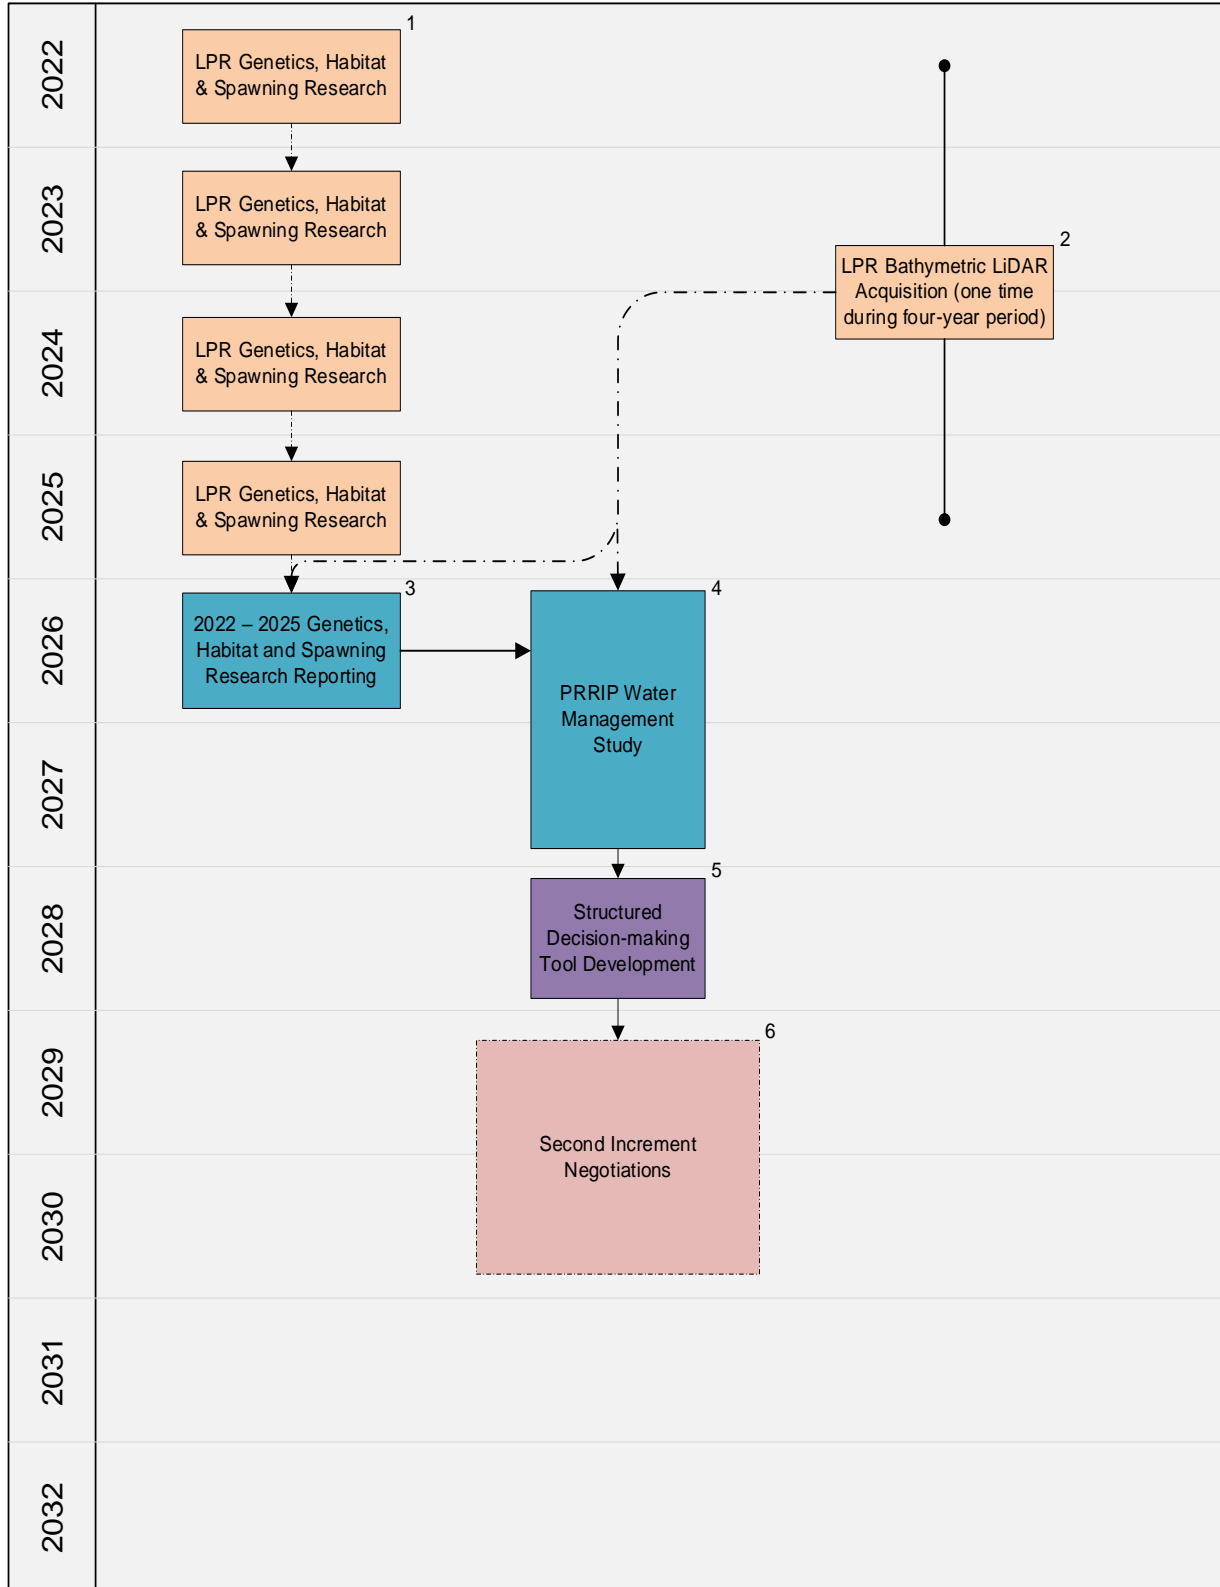 2022
1
LPR Genetics, Habitat
& Spawning Research
2023
LPR Genetics, Habitat
& Spawning Research
2
LPR Bathymetric LiDAR
Acquisition (one time
during four-year period)
2024
LPR Genetics, Habitat
& Spawning Research
2025
LPR Genetics, Habitat
& Spawning Research
2026
3
2022 – 2025 Genetics,
Habitat and Spawning
Research Reporting
4
PRRIP Water
Management
Study
2027
2028
5
Structured
Decision-making
Tool Development
2029
6
Second Increment
Negotiations
2030
2031
2032